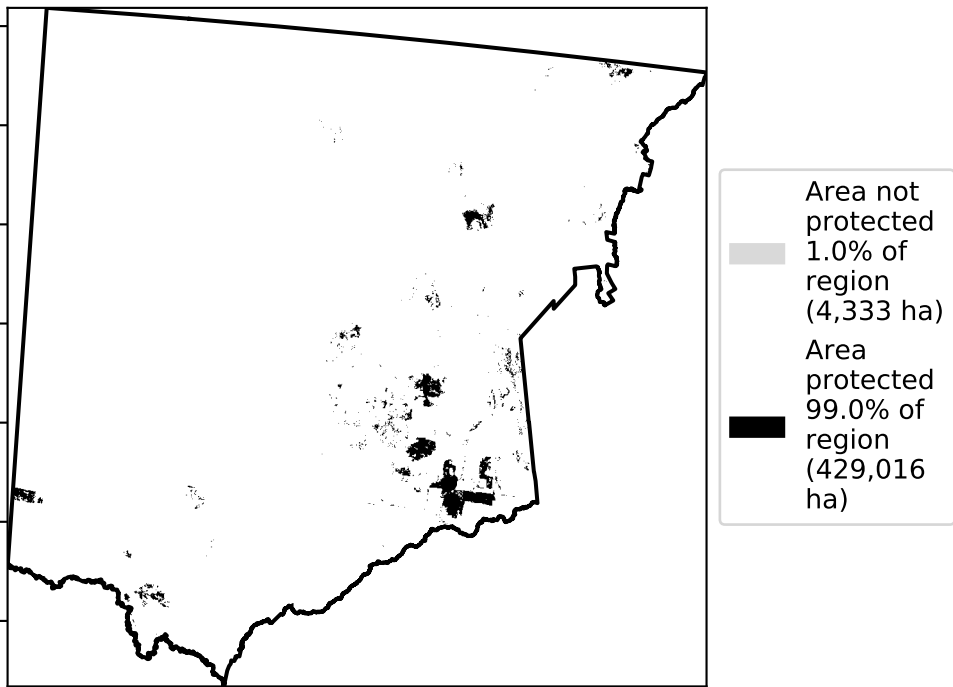 Area not
protected
1.0% of
region
(4,333 ha)
Area
protected
99.0% of
region
(429,016
ha)